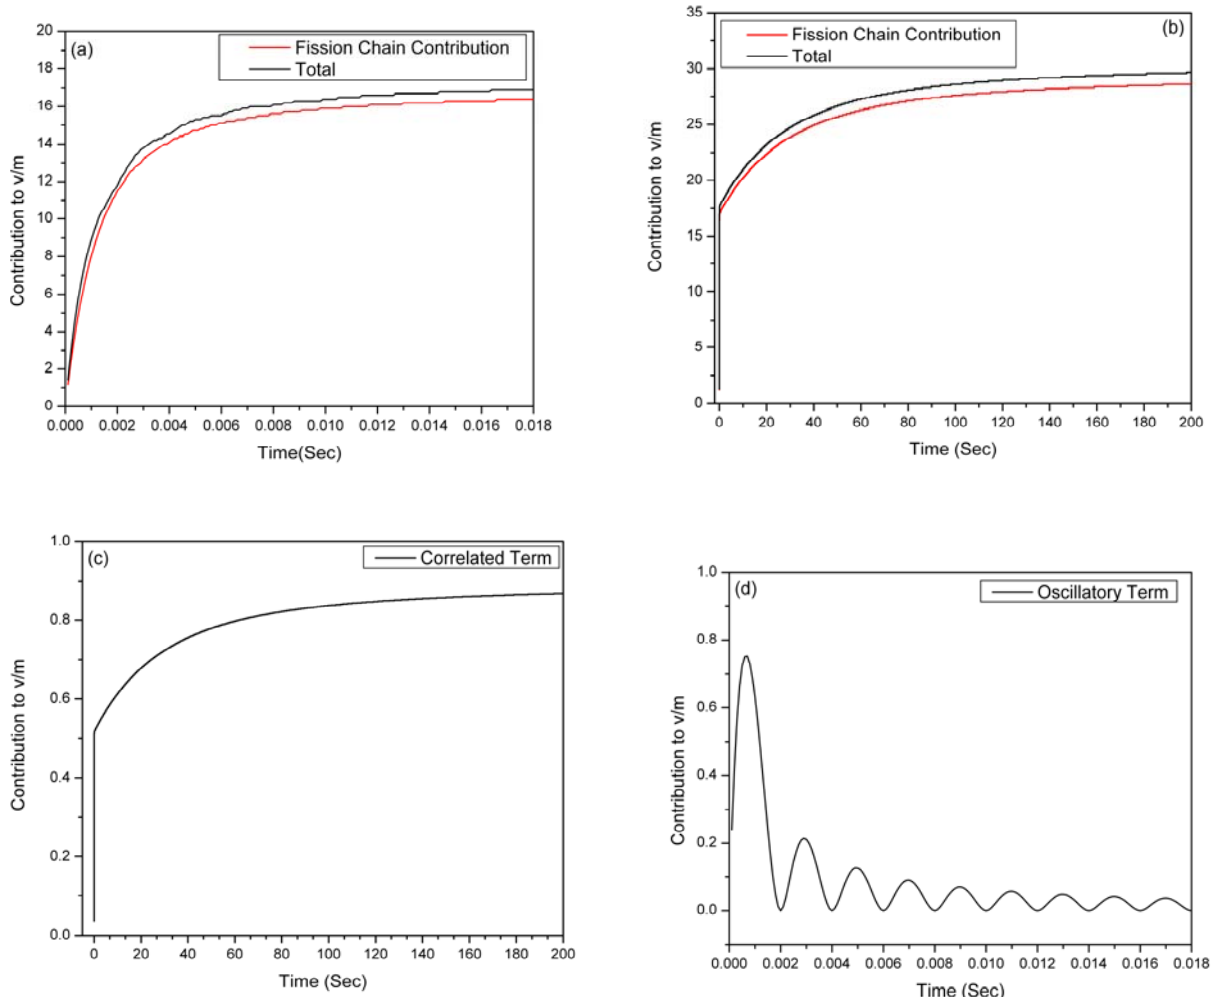 (a)
Fission Chain Contribution
Total
20
18
16
14
12
10
8
6
4
2
0
Contribution to v/m
0.000 0.002 0.004 0.006 0.008 0.010 0.012 0.014 0.016 0.018
Time(Sec)
(b)
Fission Chain Contribution
Total
35
30
25
20
15
10
5
0
Contribution to v/m
0 20 40 60 80 100 120 140 160 180 200
Time (Sec)
(c)
Correlated Term
1.0
0.8
0.6
0.4
0.2
0.0
Contribution to v/m
0 20 40 60 80 100 120 140 160 180 200
Time (Sec)
(d)
Oscillatory Term
1.0
0.8
0.6
0.4
0.2
0.0
Contribution to v/m
0.000 0.002 0.004 0.006 0.008 0.010 0.012 0.014 0.016 0.018
Time (Sec)